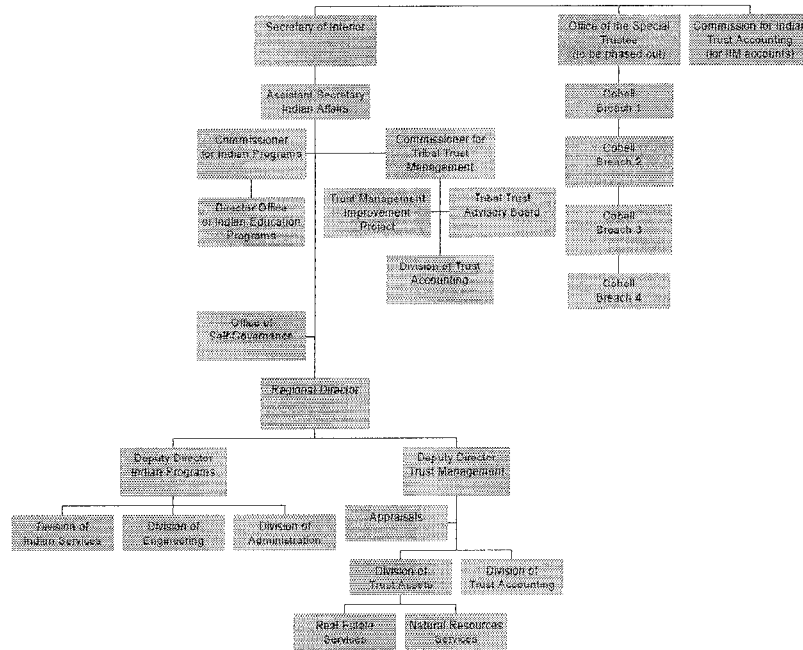 Secretary of Interior
Office of the Special
Trustee
(to be phased out)
Commission for Indian
Trust Accounting
(for IIM accounts)
Assistant Secretary
Indian Affairs
Cobell
Breach 1
Commissioner
for Indian Programs
Commissioner for
Tribal Trust
Management
Cobell
Breach 2
Director Office
of Indian Education
Programs
Trust Management
Improvement
Project
Tribal Trust
Advisory Board
Cobell
Breach 3
Division of Trust
Accounting
Cobell
Breach 4
Office of
Self-Governance
Regional Director
Deputy Director
Indian Programs
Deputy Director
Trust Management
Division of
Indian Services
Division of
Engineering
Division of
Administration
Appraisals
Division of
Trust Assets
Division of
Trust Accounting
Real Estate
Services
Natural Resources
Services